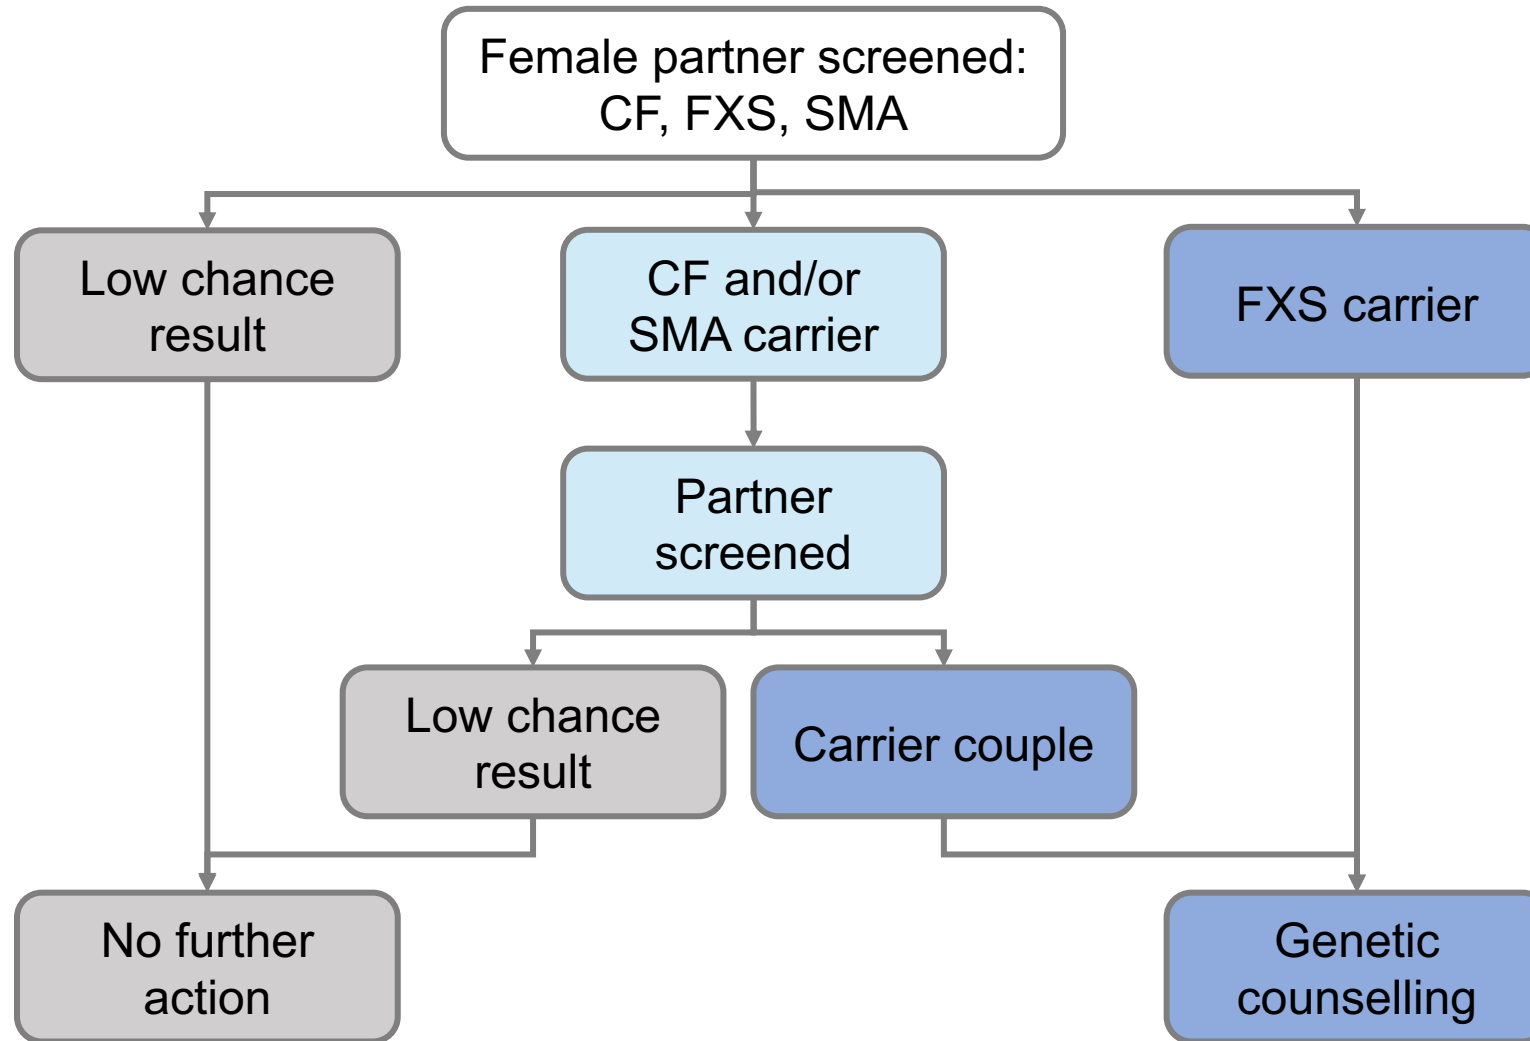 Female partner screened:
CF, FXS, SMA
Low chance
result
CF and/or
SMA carrier
FXS carrier
Partner
screened
Low chance
result
Carrier couple
No further
action
Genetic
counselling